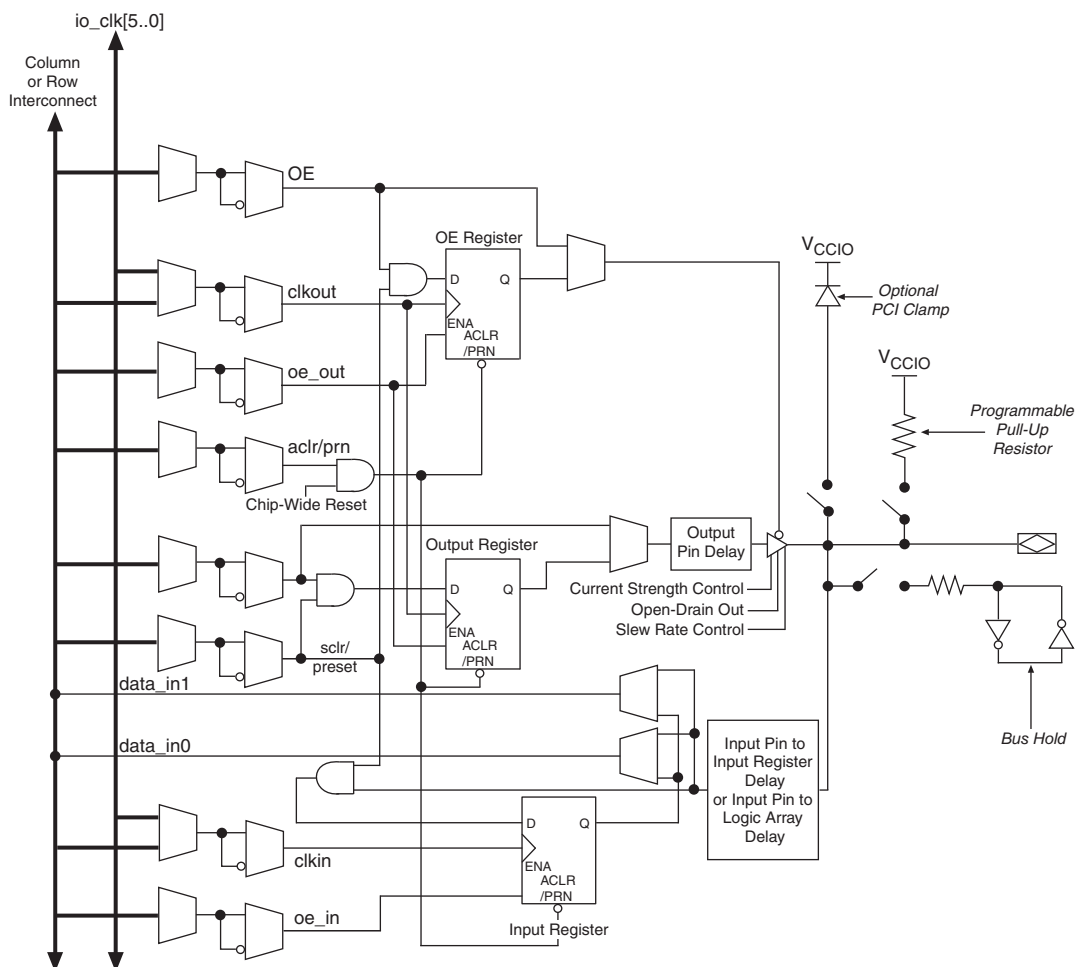 io_clk[5..0]
Column
or Row
Interconnect
OE
OE Register
VCCIO
Optional
PCI Clamp
D
Q
clkout
ENA
ACLR
/PRN
VCCIO
oe_out
Programmable
Pull-Up
Resistor
aclr/prn
Chip-Wide Reset
Output Register
Output
Pin Delay
D
Q
Current Strength Control
Open-Drain Out
Slew Rate Control
ENA
ACLR
/PRN
sclr/
preset
data_in1
data_in0
Input Pin to
Input Register
Delay
or Input Pin to
Logic Array
Delay
Bus Hold
D
Q
clkin
ENA
ACLR
/PRN
oe_in
Input Register